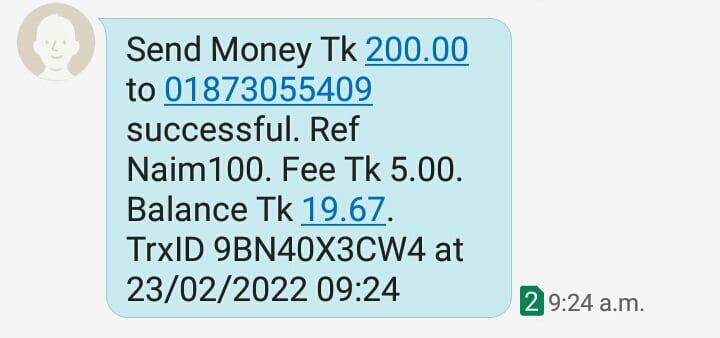 Send Money Tk 200.00
to 01873055409
successful. Ref
Naim100. Fee Tk 5.00.
Balance Tk 19.67.
TrxID 9BN40X3CW4 at
23/02/2022 09:24
2 9:24 a.m.